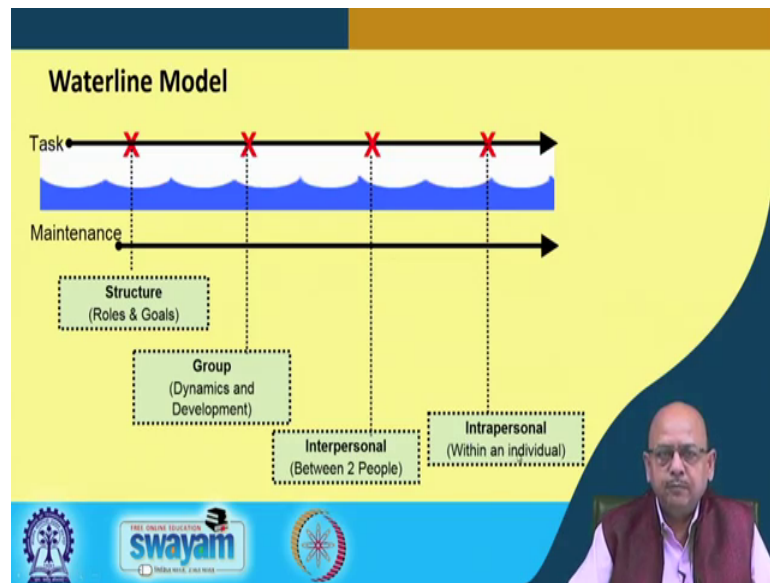 Waterline Model
Task
X X X X
Maintenance
Structure
(Roles & Goals)
Group
(Dynamics and
Development)
Interpersonal
(Between 2 People)
Intrapersonal
(Within an individual)
FREE ONLINE EDUCATION
swayam